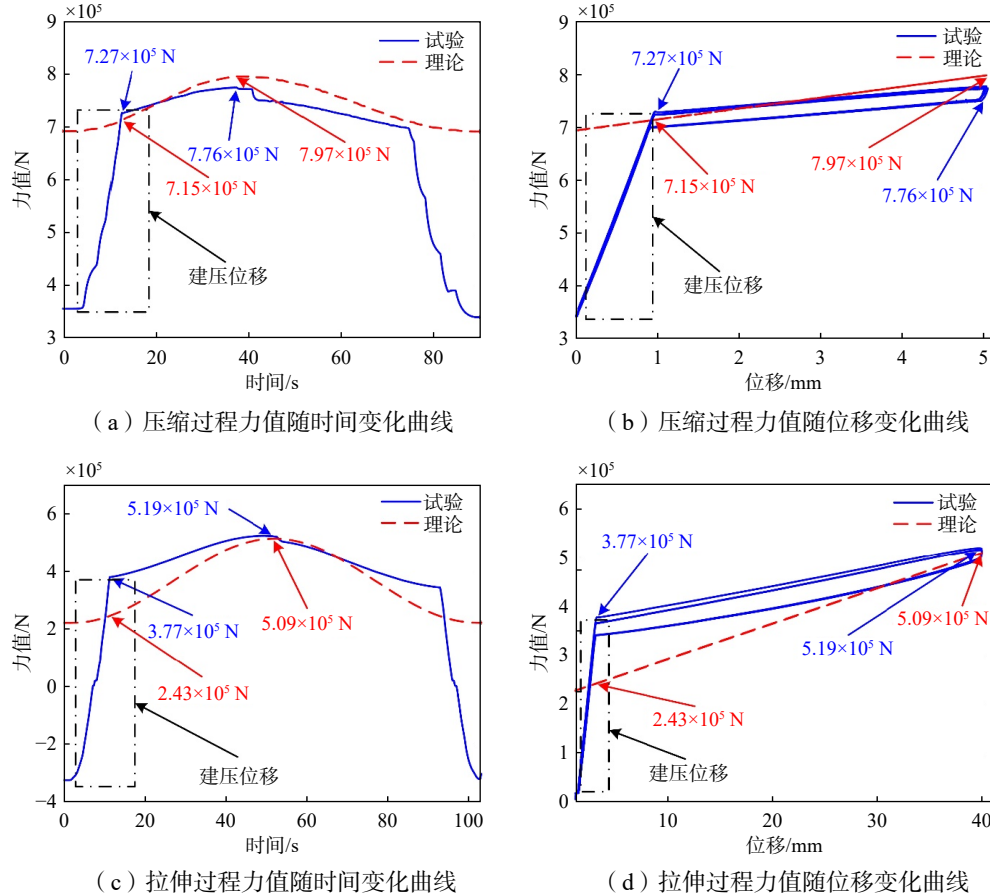 ×10⁵
9
8
7
6
5
4
3
力值/N
0
20
40
60
80
时间/s
试验
理论
7.27×10⁵ N
7.76×10⁵ N
7.97×10⁵ N
7.15×10⁵ N
建压位移
（a）压缩过程力值随时间变化曲线
×10⁵
9
8
7
6
5
4
3
力值/N
0
1
2
3
4
5
位移/mm
试验
理论
7.27×10⁵ N
7.15×10⁵ N
7.97×10⁵ N
7.76×10⁵ N
建压位移
（b）压缩过程力值随位移变化曲线
×10⁵
6
4
2
0
−2
−4
力值/N
0
20
40
60
80
100
时间/s
试验
理论
5.19×10⁵ N
3.77×10⁵ N
5.09×10⁵ N
2.43×10⁵ N
建压位移
（c）拉伸过程力值随时间变化曲线
×10⁵
6
5
4
3
2
1
0
力值/N
10
20
30
40
位移/mm
试验
理论
3.77×10⁵ N
5.09×10⁵ N
5.19×10⁵ N
2.43×10⁵ N
建压位移
（d）拉伸过程力值随位移变化曲线